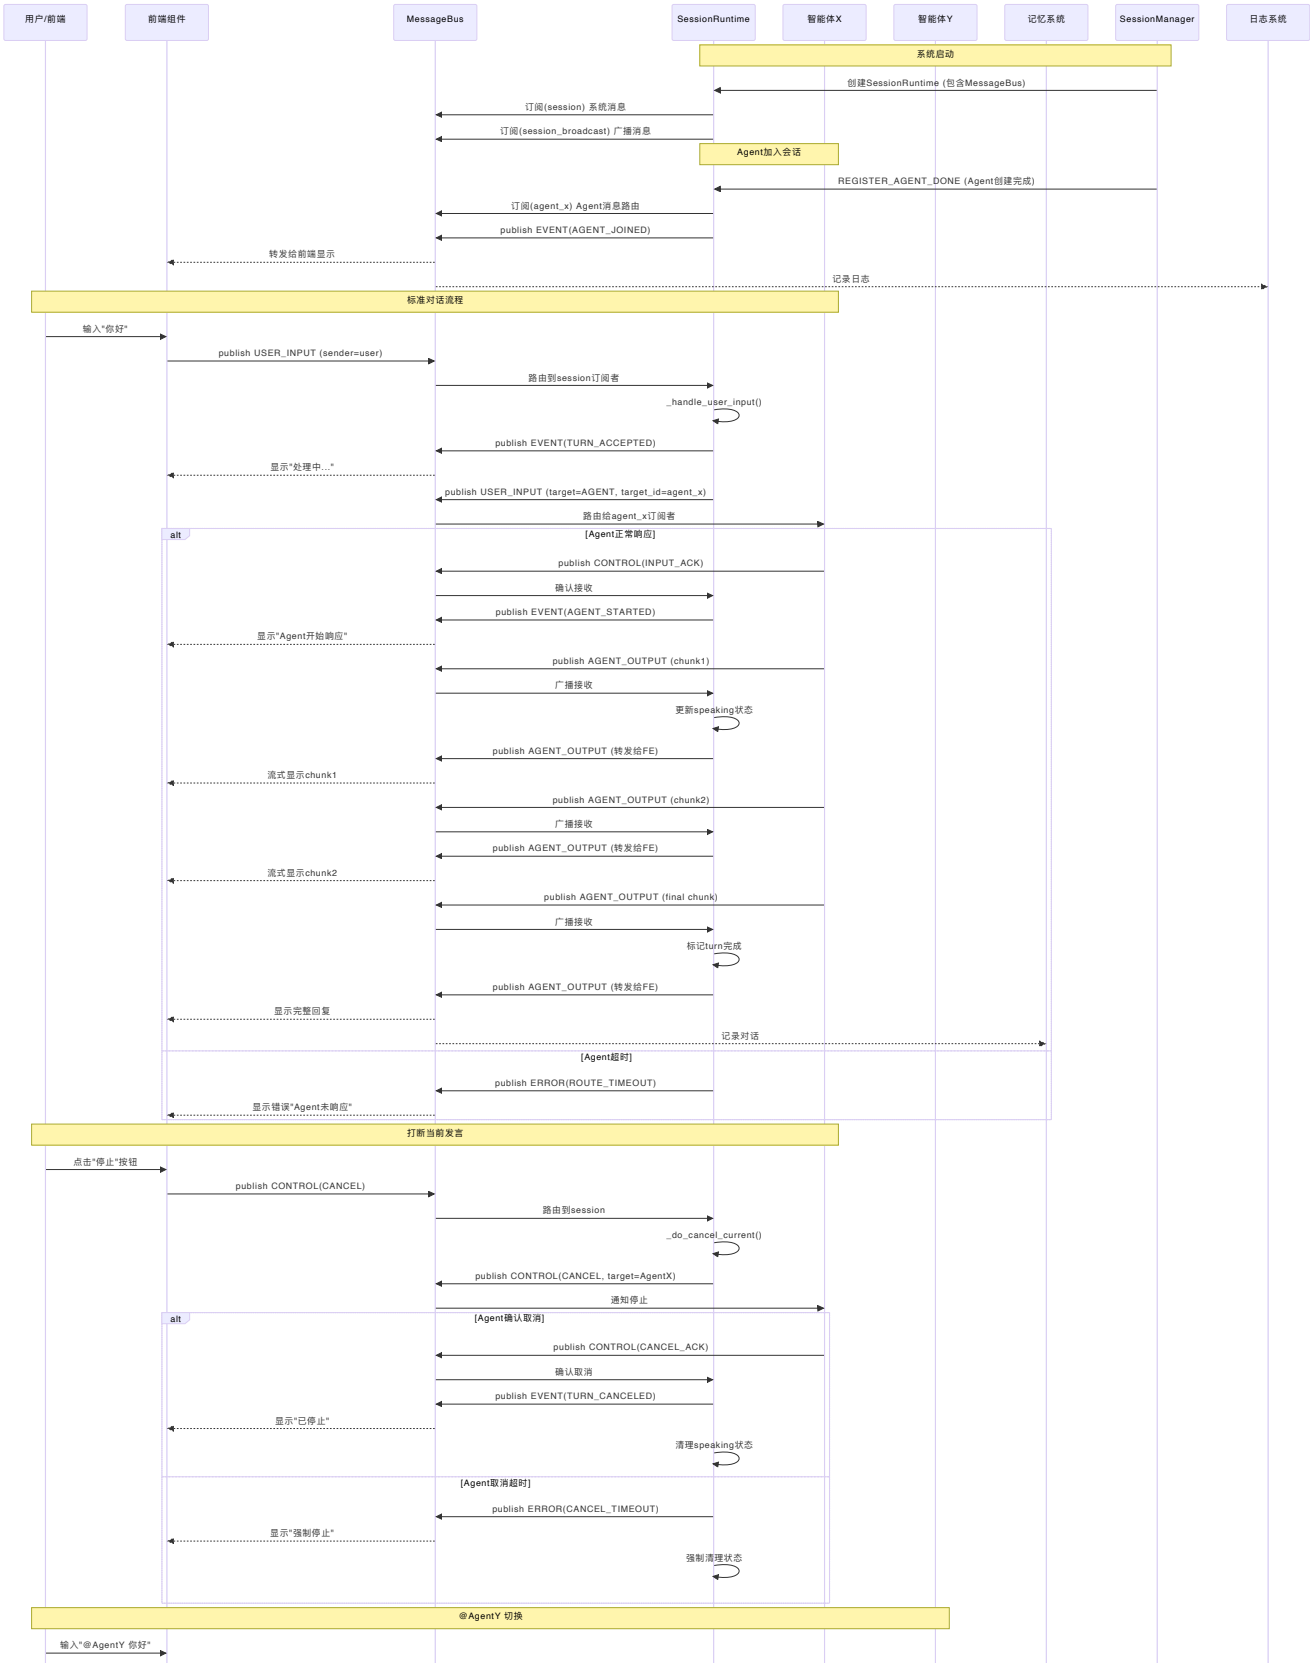 用户/前端
前端组件
MessageBus
SessionRuntime
智能体X
智能体Y
记忆系统
SessionManager
日志系统
系统启动
创建SessionRuntime (包含MessageBus)
订阅(session) 系统消息
订阅(session_broadcast) 广播消息
Agent加入会话
REGISTER_AGENT_DONE (Agent创建完成)
订阅(agent_x) Agent消息路由
publish EVENT(AGENT_JOINED)
转发给前端显示
记录日志
标准对话流程
输入"你好"
publish USER_INPUT (sender=user)
路由到session订阅者
_handle_user_input()
publish EVENT(TURN_ACCEPTED)
显示"处理中..."
publish USER_INPUT (target=AGENT, target_id=agent_x)
路由给agent_x订阅者
alt
[Agent正常响应]
publish CONTROL(INPUT_ACK)
确认接收
publish EVENT(AGENT_STARTED)
显示"Agent开始响应"
publish AGENT_OUTPUT (chunk1)
广播接收
更新speaking状态
publish AGENT_OUTPUT (转发给FE)
流式显示chunk1
publish AGENT_OUTPUT (chunk2)
广播接收
publish AGENT_OUTPUT (转发给FE)
流式显示chunk2
publish AGENT_OUTPUT (final chunk)
广播接收
标记turn完成
publish AGENT_OUTPUT (转发给FE)
显示完整回复
记录对话
[Agent超时]
publish ERROR(ROUTE_TIMEOUT)
显示错误"Agent未响应"
打断当前发言
点击"停止"按钮
publish CONTROL(CANCEL)
路由到session
_do_cancel_current()
publish CONTROL(CANCEL, target=AgentX)
通知停止
alt
[Agent确认取消]
publish CONTROL(CANCEL_ACK)
确认取消
publish EVENT(TURN_CANCELED)
显示"已停止"
清理speaking状态
[Agent取消超时]
publish ERROR(CANCEL_TIMEOUT)
显示"强制停止"
强制清理状态
@AgentY 切换
输入"@AgentY 你好"